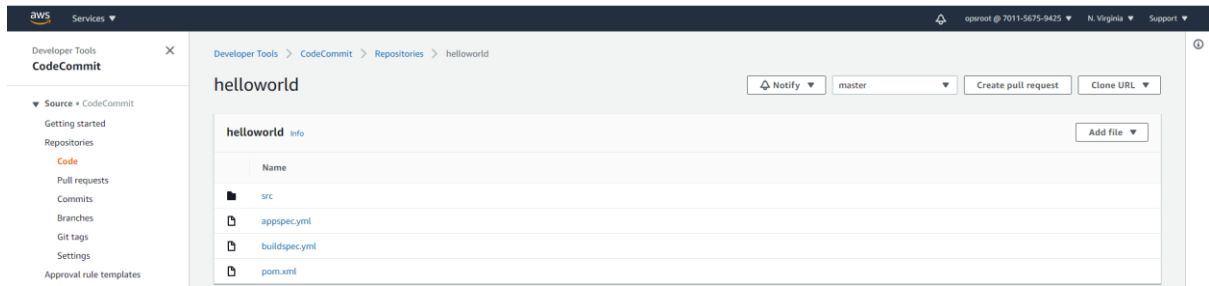 aws Services ▼ opsroot @ 7011-5675-9425 ▼ N. Virginia ▼ Support ▼
Developer Tools
CodeCommit
▼ Source • CodeCommit
Getting started
Repositories
Code
Pull requests
Commits
Branches
Git tags
Settings
Approval rule templates
Developer Tools > CodeCommit > Repositories > helloworld
helloworld
Notify ▼ master ▼ Create pull request Clone URL ▼
helloworld Info Add file ▼
Name
src
appspec.yml
buildspec.yml
pom.xml